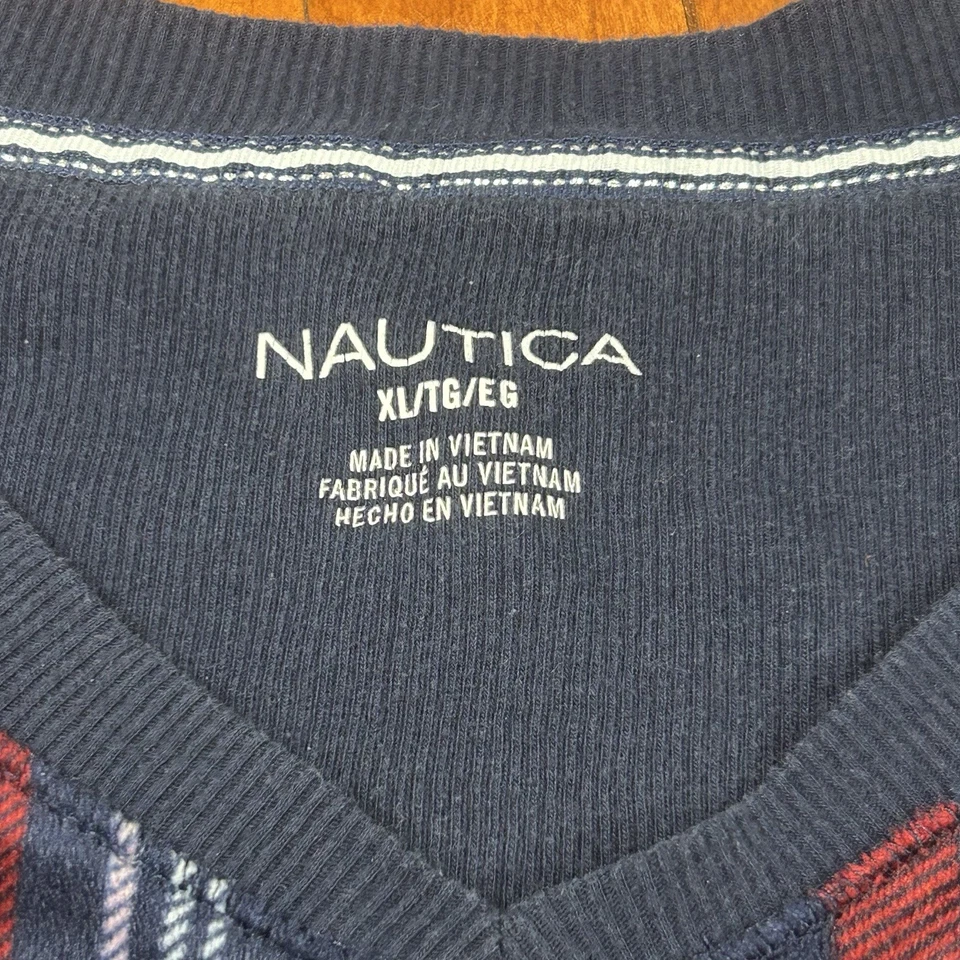 NAUTICA
XL/TG/EG
MADE IN VIETNAM
FABRIQUÉ AU VIETNAM
HECHO EN VIETNAM